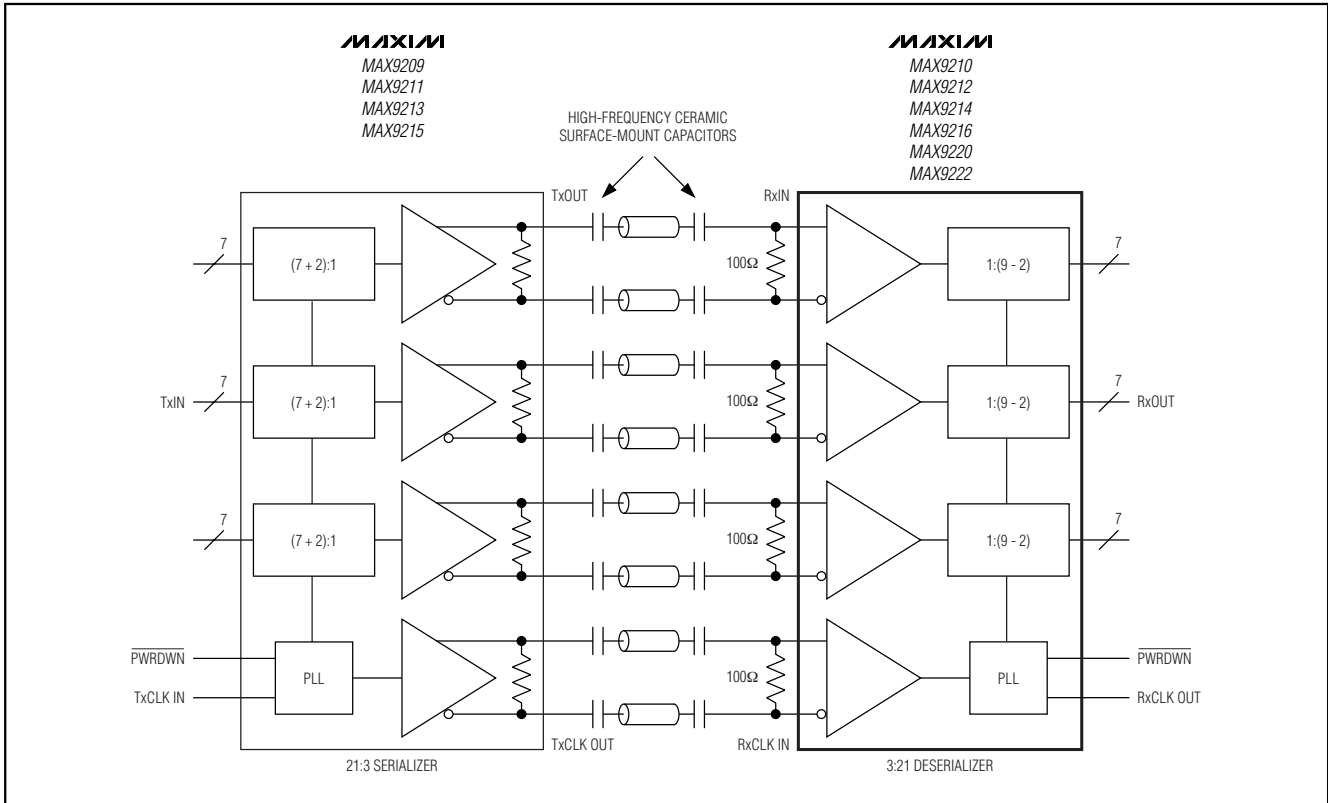 MAXIM
MAX9209
MAX9211
MAX9213
MAX9215
MAXIM
MAX9210
MAX9212
MAX9214
MAX9216
MAX9220
MAX9222
HIGH-FREQUENCY CERAMIC
SURFACE-MOUNT CAPACITORS
TxOUT
RxIN
7
(7 + 2):1
100Ω
1:(9 - 2)
7
7
TxIN
(7 + 2):1
100Ω
1:(9 - 2)
7
RxOUT
7
(7 + 2):1
100Ω
1:(9 - 2)
7
PWRDWN
TxCLK IN
PLL
100Ω
PLL
PWRDWN
RxCLK OUT
TxCLK OUT
RxCLK IN
21:3 SERIALIZER
3:21 DESERIALIZER